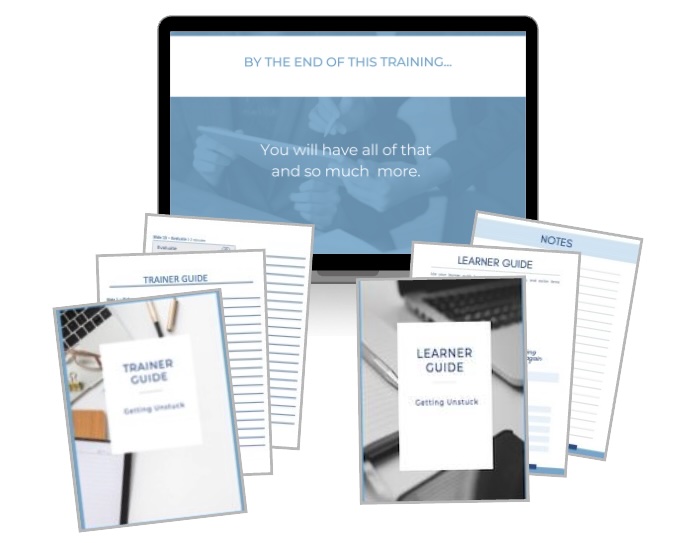 BY THE END OF THIS TRAINING...
You will have all of that
and so much  more.
Evaluate
TRAINER GUIDE
TRAINER
GUIDE
Getting Unstuck
NOTES
LEARNER GUIDE
LEARNER
GUIDE
Getting Unstuck